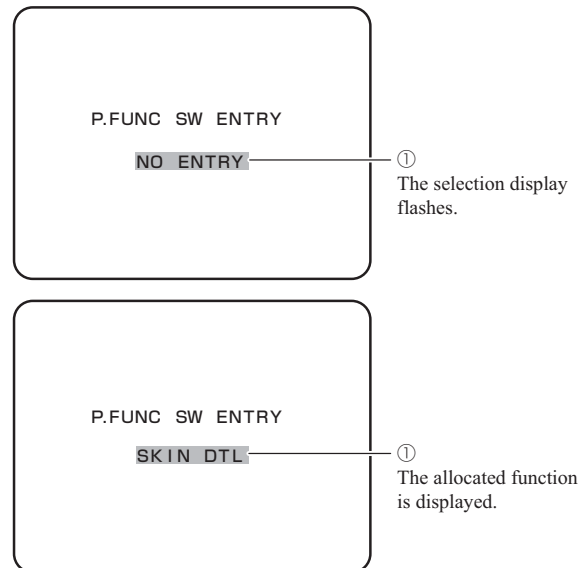 P.FUNC SW ENTRY
NO ENTRY
①
The selection display
flashes.
P.FUNC SW ENTRY
SKIN DTL
①
The allocated function
is displayed.